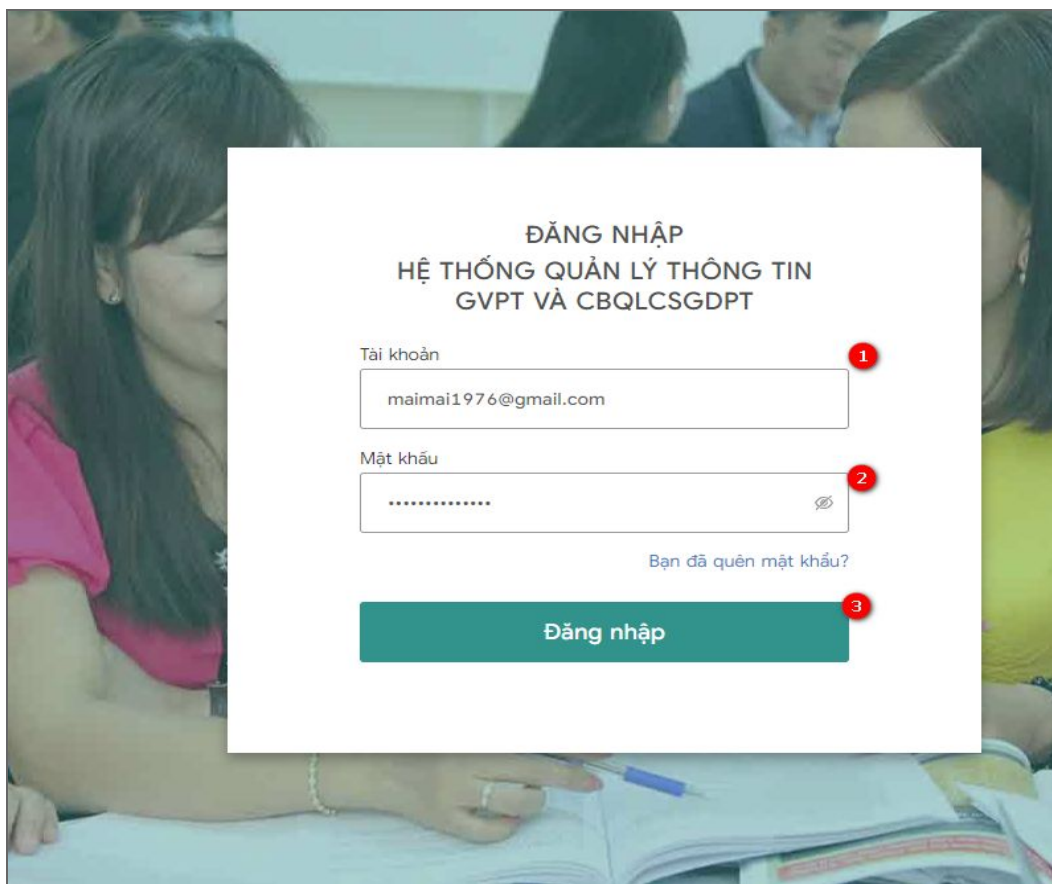 ĐĂNG NHẬP
HỆ THỐNG QUẢN LÝ THÔNG TIN
GVPT VÀ CBQLCSGDPT
Tài khoản
1
maimai1976@gmail.com
Mật khẩu
2
••••••••••••••
Bạn đã quên mật khẩu?
3
Đăng nhập